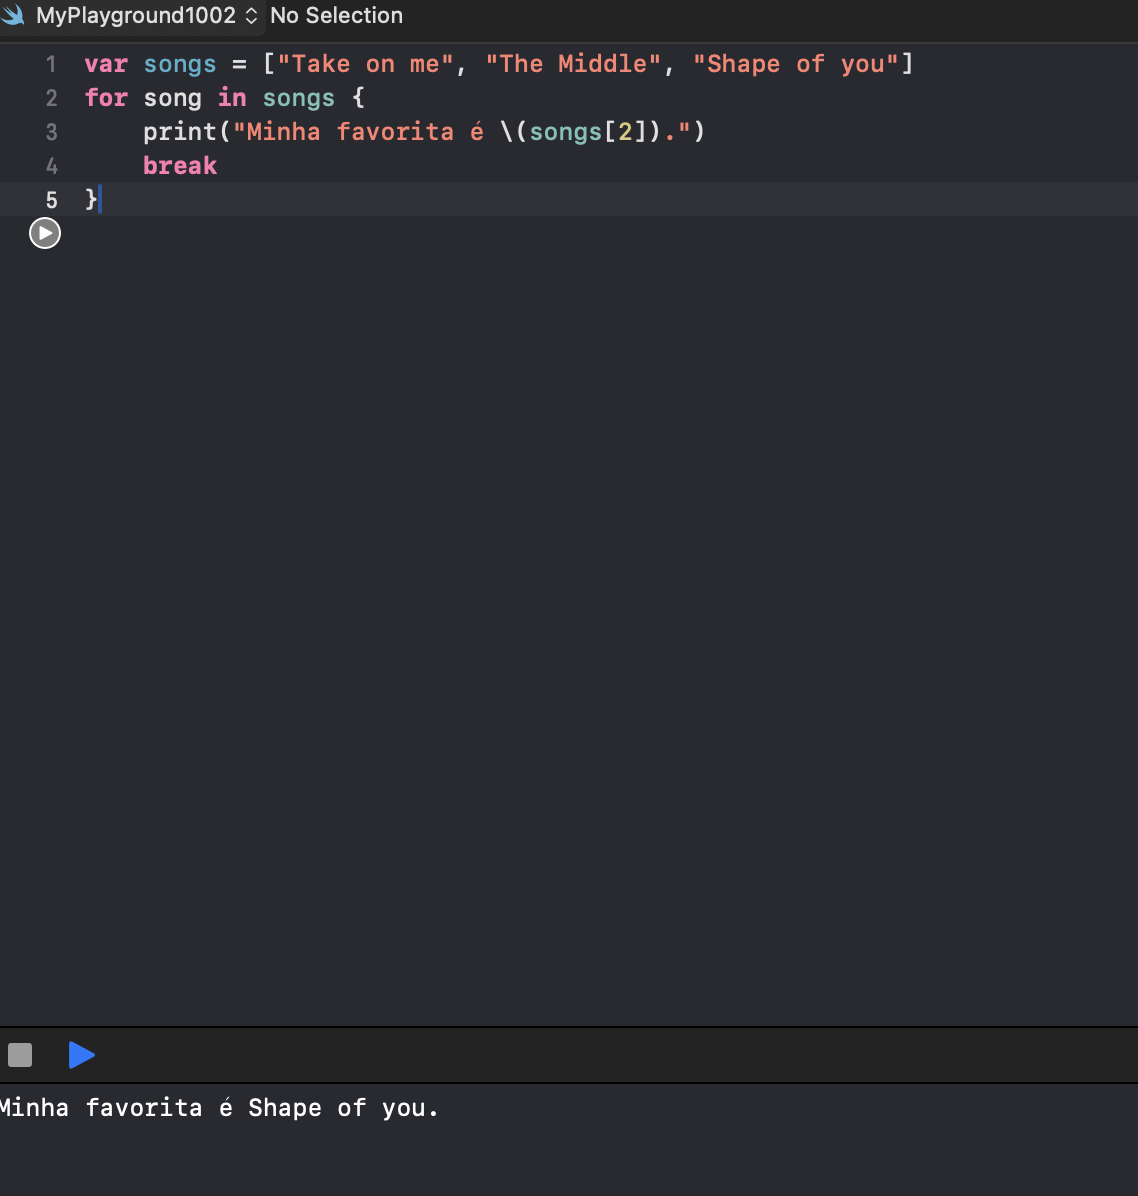 MyPlayground1002 No Selection
1 var songs = ["Take on me", "The Middle", "Shape of you"]
2 for song in songs {
3 print("Minha favorita é \(songs[2]).")
4 break
5 }
Minha favorita é Shape of you.